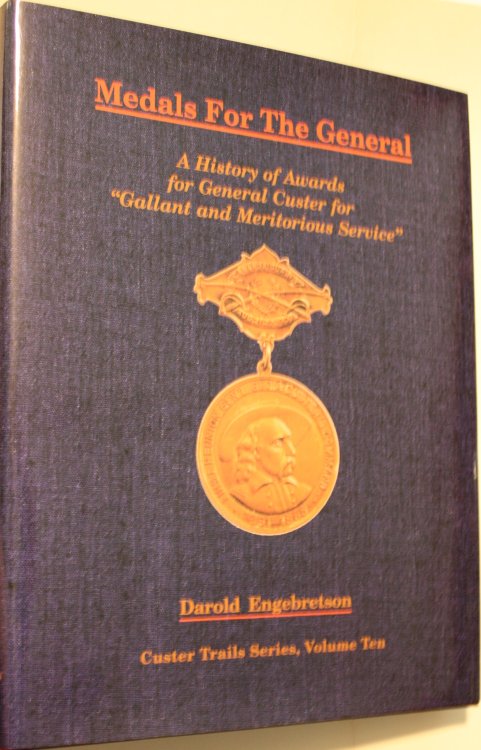 Medals For The General
A History of Awards
for General Custer for
"Gallant and Meritorious Service"
Darold Engebretson
Custer Trails Series, Volume Ten